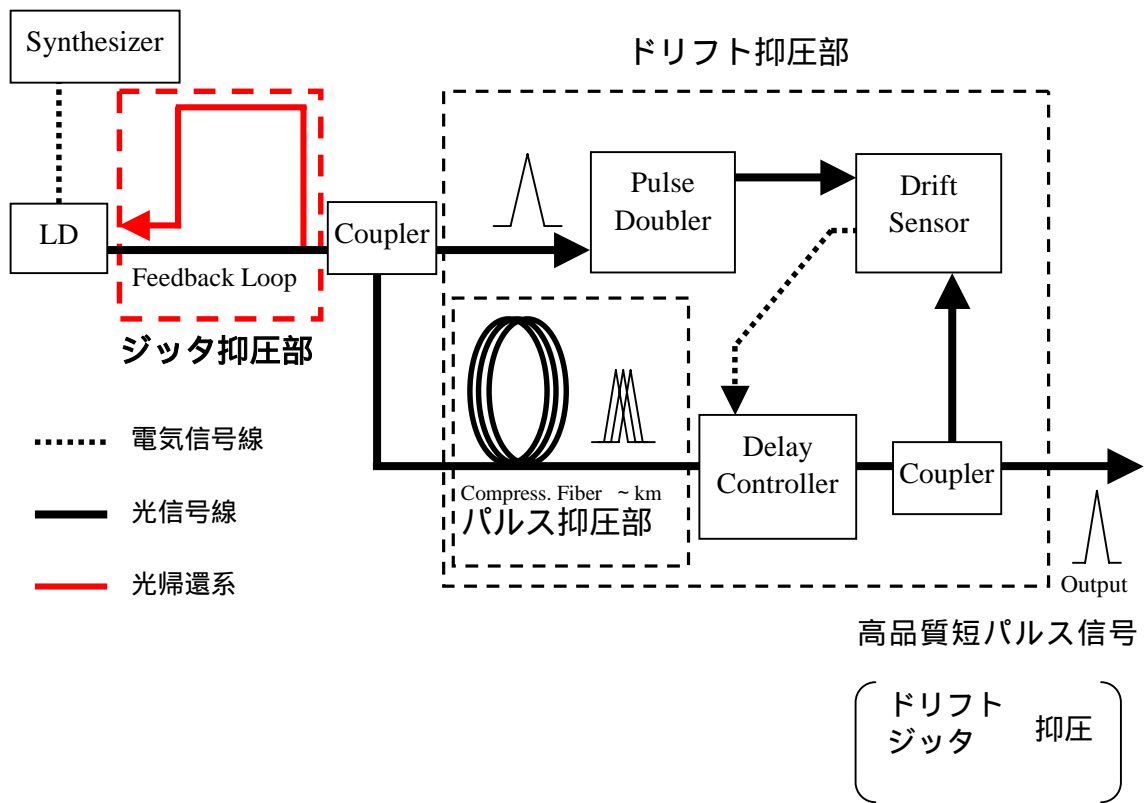 Synthesizer
ドリフト抑圧部
Pulse
Doubler
Drift
Sensor
LD
Coupler
Feedback Loop
ジッタ抑圧部
電気信号線
光信号線
光帰還系
Compress. Fiber ~ km
パルス抑圧部
Delay
Controller
Coupler
Output
高品質短パルス信号
ドリフト
ジッタ
抑圧